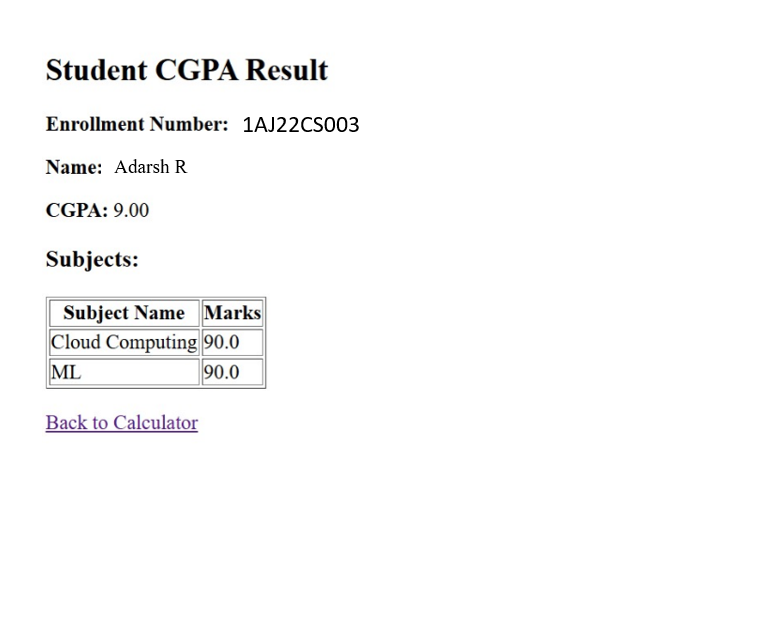 Student CGPA Result
Enrollment Number: 1AJ22CS003
Name: Adarsh R
CGPA: 9.00
Subjects:
Subject Name Marks
Cloud Computing 90.0
ML 90.0
Back to Calculator